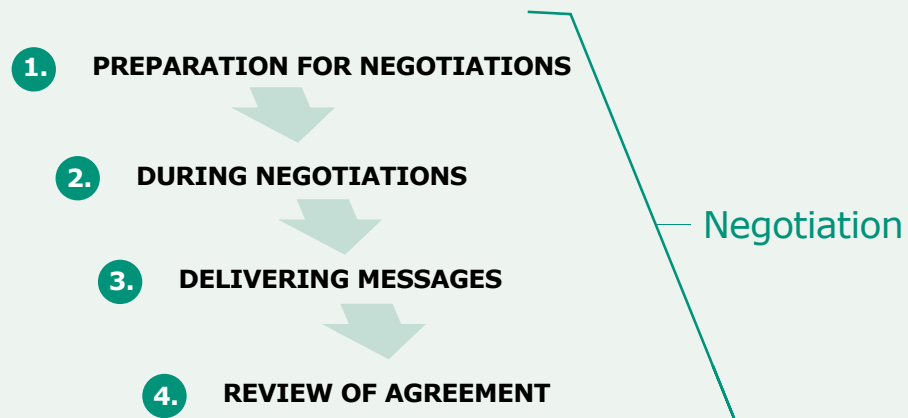 1. PREPARATION FOR NEGOTIATIONS
2. DURING NEGOTIATIONS
Negotiation
3. DELIVERING MESSAGES
4. REVIEW OF AGREEMENT